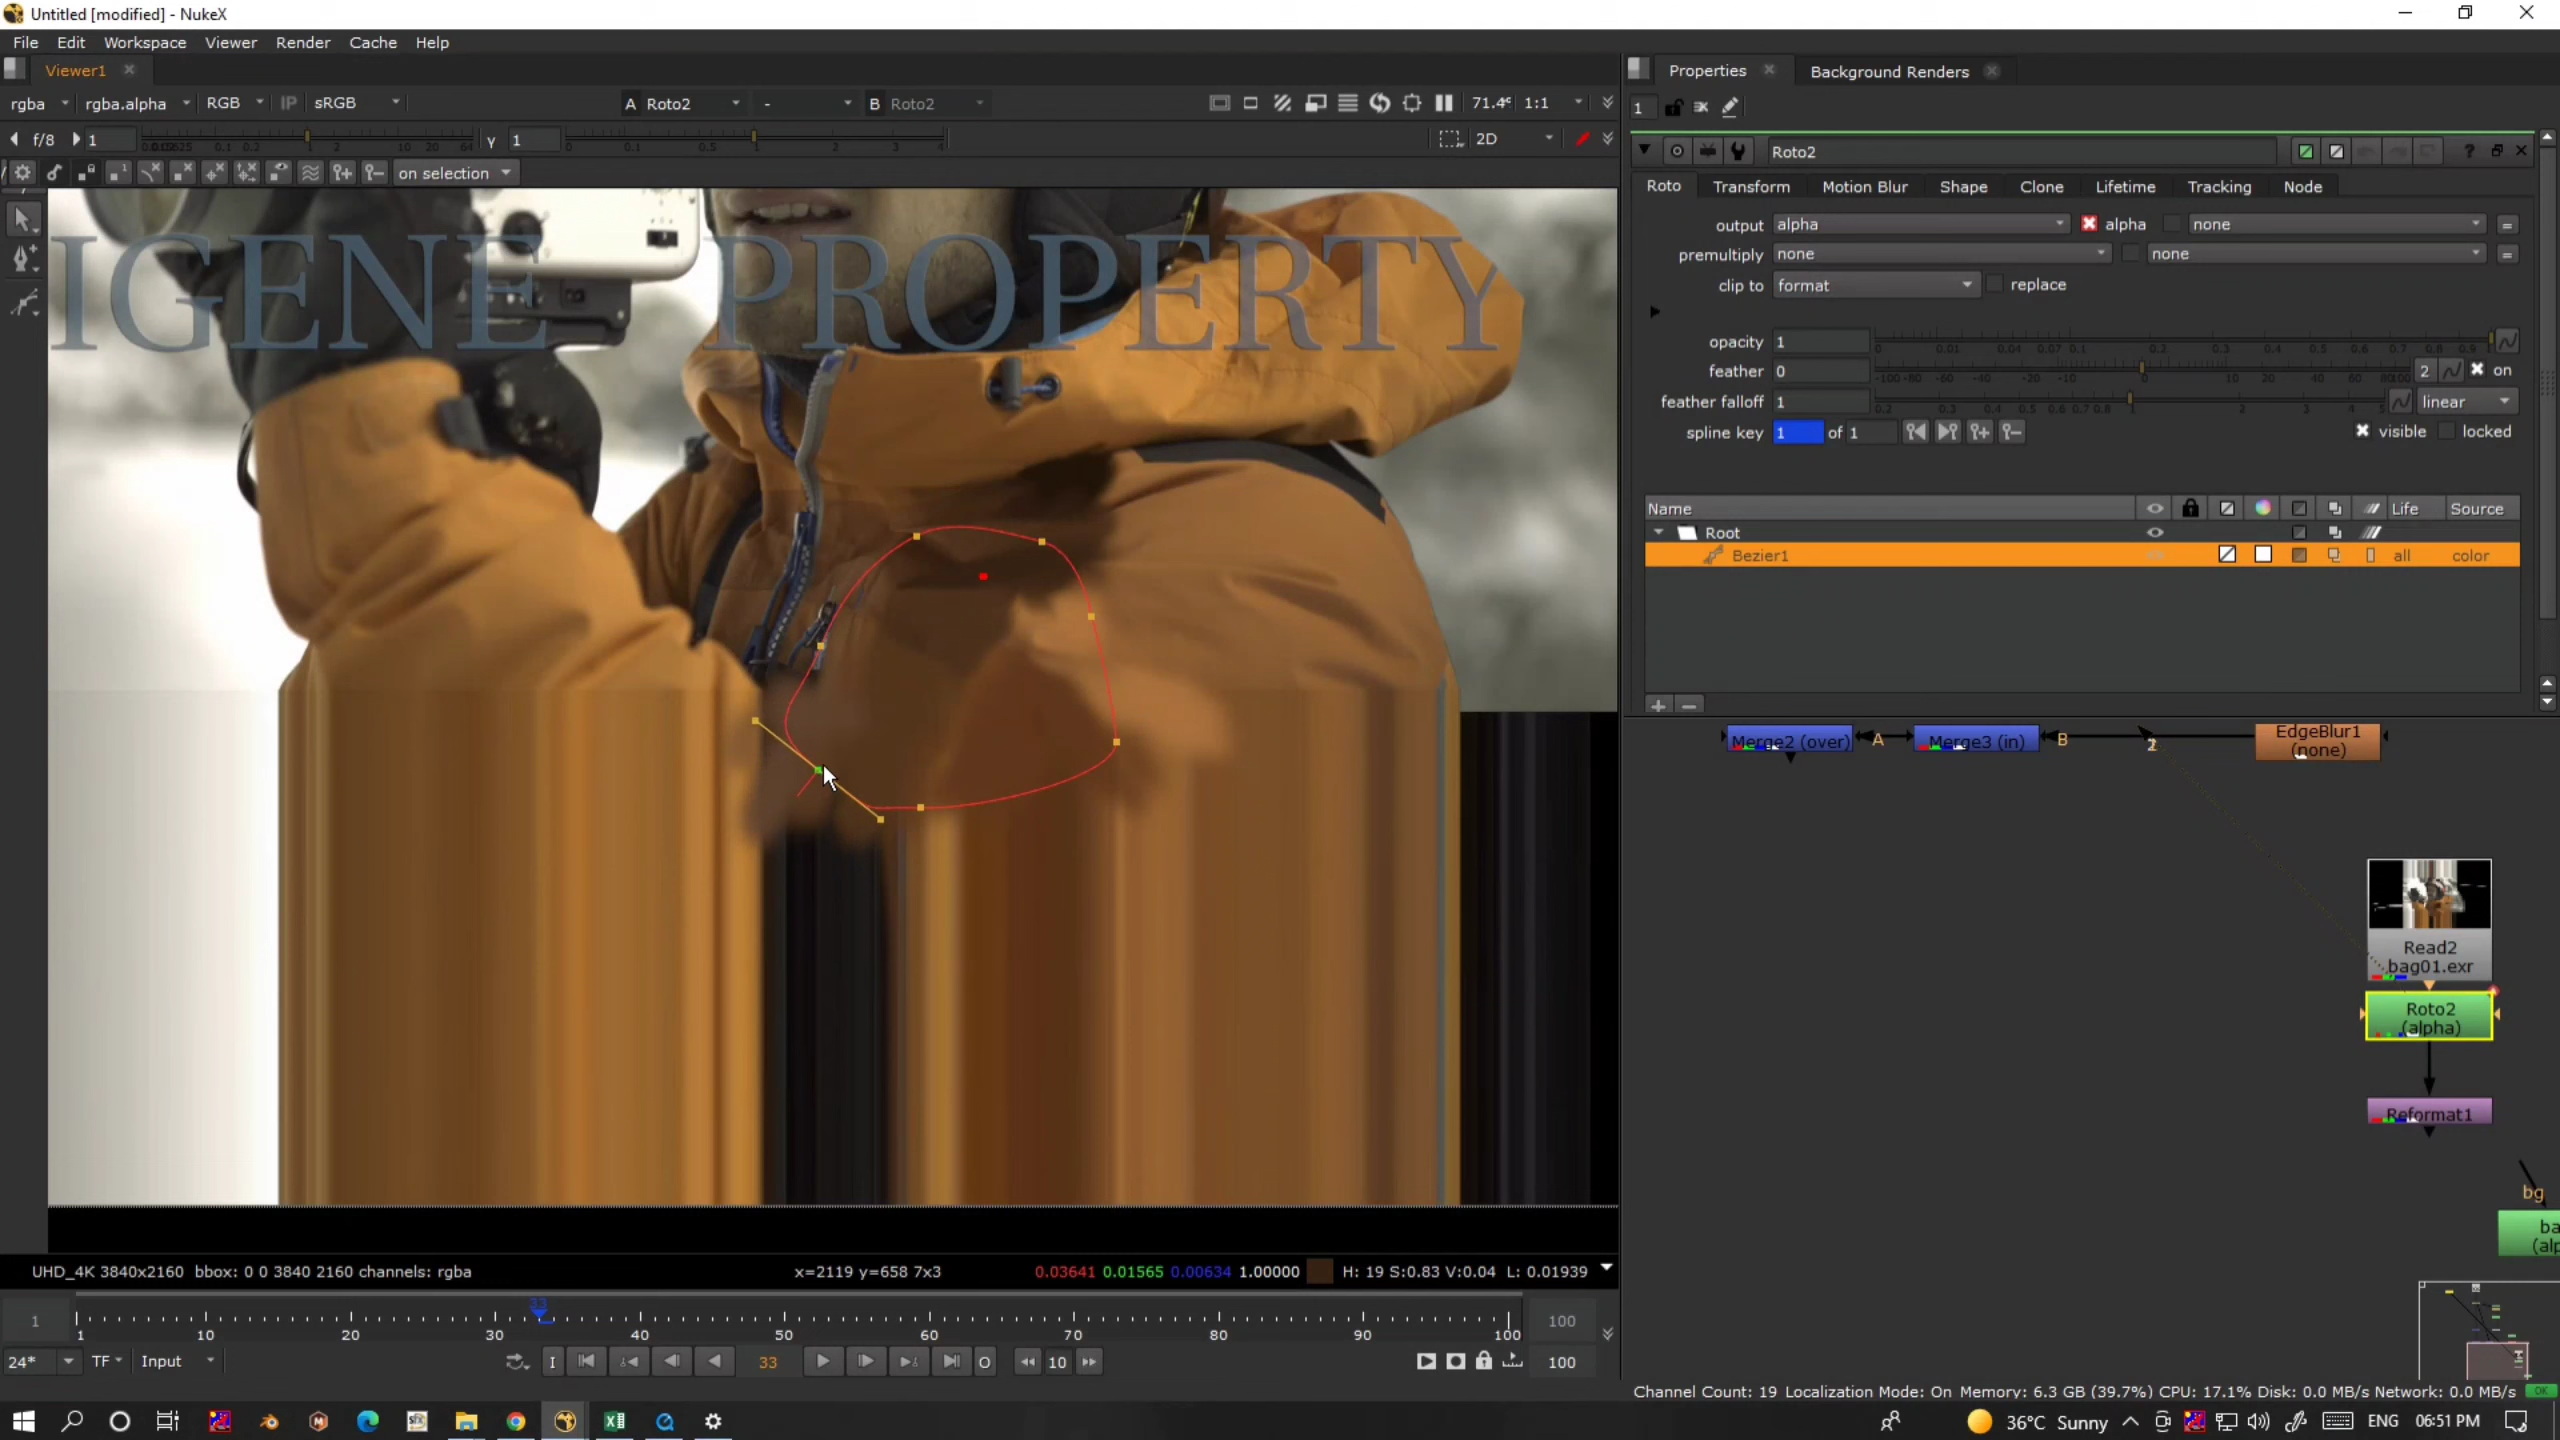 Untitled [modified] - NukeX
File Edit Workspace Viewer Render Cache Help
Viewer1
rgba rgba.alpha RGB IP sRGB A Roto2 - B Roto2 71.4 1:1
f/8 1 Y 1 2D
on selection
IGENE PROPERTY
UHD_4K 3840x2160 bbox: 0 0 3840 2160 channels: rgba x=2119 y=658 7x3 0.03641 0.01565 0.00634 1.00000 H: 19 S:0.83 V:0.04 L: 0.01939
33
1 1 10 20 30 40 50 60 70 80 90 100 100
24* TF Input I 33 O 10 100
Properties Background Renders
1
Roto2 ?
Roto Transform Motion Blur Shape Clone Lifetime Tracking Node
output alpha alpha none =
premultiply none none =
clip to format replace
opacity 1
feather 0 2 on
feather falloff 1 linear
spline key 1 of 1 visible locked
Name Life Source
Root
Bezier1 all color
Merge2 (over) A Merge3 (in) B EdgeBlur1
(none)
Read2
bag01.exr
Roto2
(alpha)
Reformat1
bg
ba
(alp
Channel Count: 19 Localization Mode: On Memory: 6.3 GB (39.7%) CPU: 17.1% Disk: 0.0 MB/s Network: 0.0 MB/s OK
36°C Sunny ENG 06:51 PM